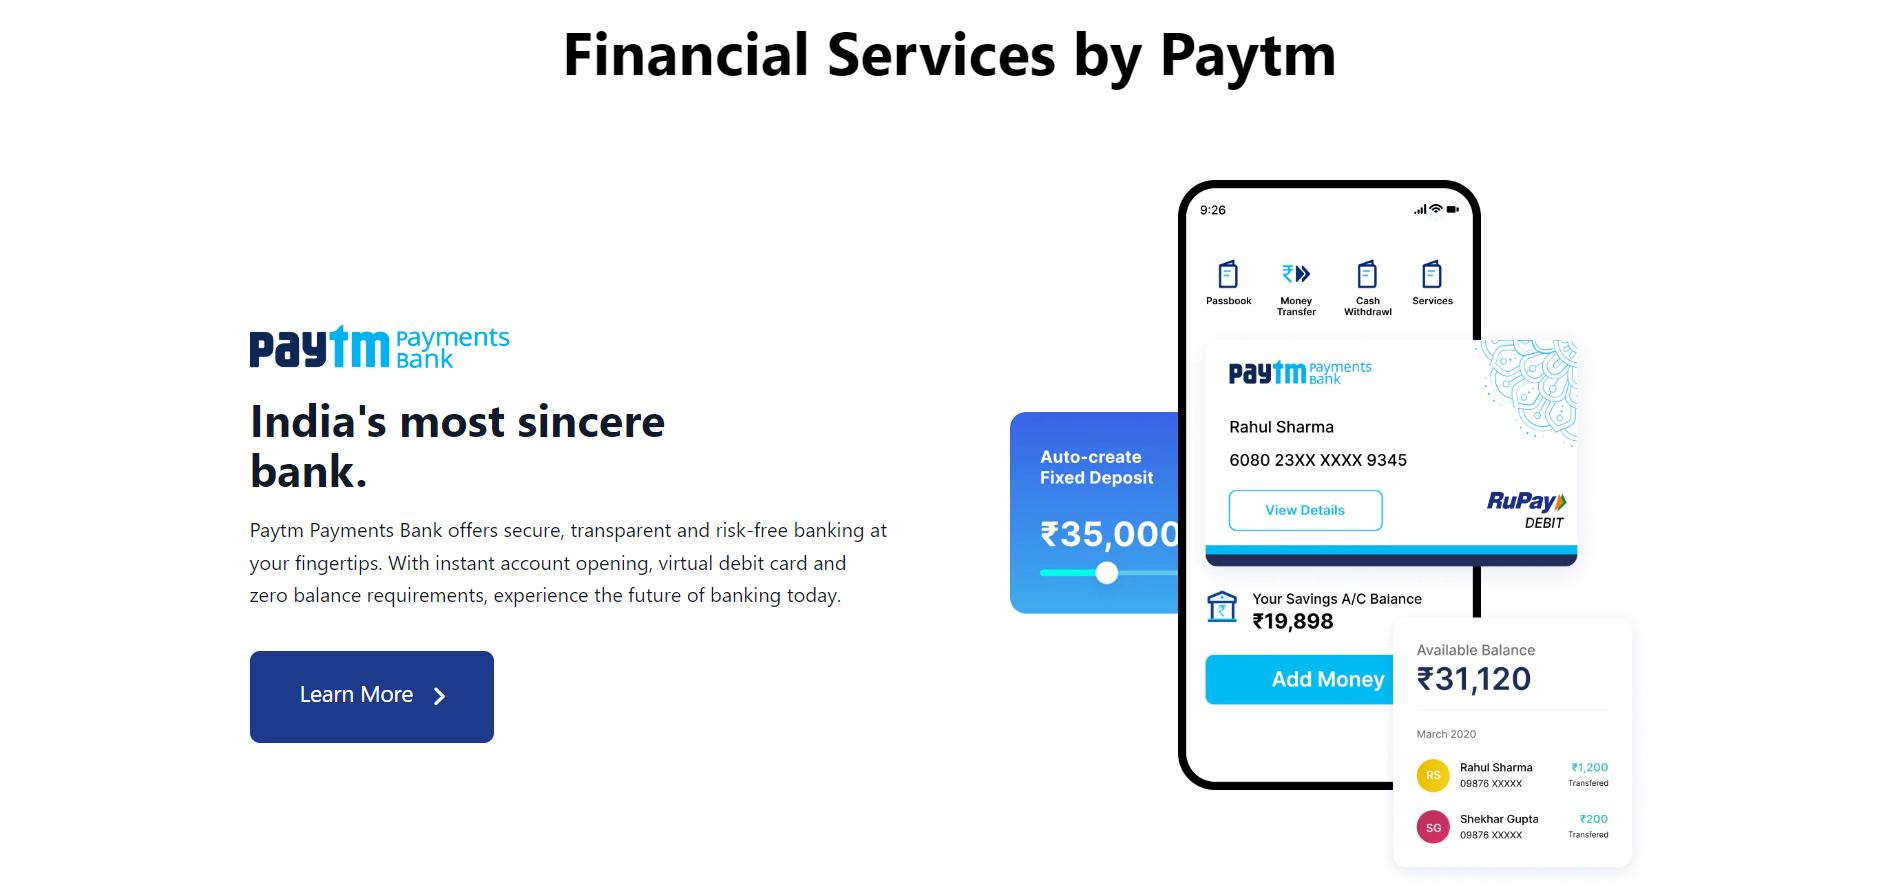 Financial Services by Paytm
paytm Payments
Bank
India's most sincere
bank.
Paytm Payments Bank offers secure, transparent and risk-free banking at
your fingertips. With instant account opening, virtual debit card and
zero balance requirements, experience the future of banking today.
Learn More
Auto-create
Fixed Deposit
₹35,000
9:26
Passbook
Money
Transfer
Cash
Withdrawl
Services
paytm Payments
Bank
Rahul Sharma
6080 23XX XXXX 9345
View Details
RuPay
DEBIT
Your Savings A/C Balance
₹19,898
Add Money
Available Balance
₹31,120
March 2020
RS
Rahul Sharma
₹1,200
09876 XXXXX
Transfered
SG
Shekhar Gupta
₹200
09876 XXXXX
Transfered